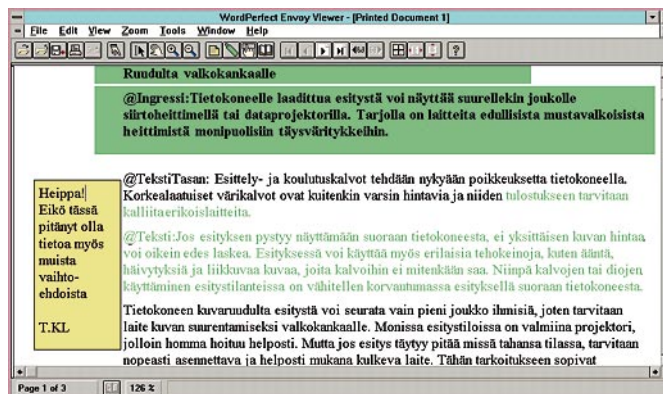 WordPerfect Envoy Viewer - [Printed Document 1]
File Edit View Zoom Tools Window Help
Ruudulta valkokankaalle
@Ingressi:Tietokoneelle laadittua esitystä voi näyttää suurellekin joukolle
siirtoheittimellä tai dataprojektorilla. Tarjolla on laitteita edullisista mustavalkoisista
heittimistä monipuolisiin täysväritykkeihin.
@TekstiTasan: Esittely- ja koulutuskalvot tehdään nykyään poikkeuksetta tietokoneella.
Korkealaatuiset värikalvot ovat kuitenkin varsin hintavia ja niiden tulostukseen tarvitaan
kalliitaerikoislaitteita.
@Teksti:Jos esityksen pystyy näyttämään suoraan tietokoneesta, ei yksittäisen kuvan hintaa
voi oikein edes laskea. Esityksessä voi käyttää myös erilaisia tehokeinoja, kuten ääntä,
häivytyksiä ja liikkuvaa kuvaa, joita kalvoihin ei mitenkään saa. Niinpä kalvojen tai diojen
käyttäminen esitystilanteissa on vähitellen korvantumassa esityksellä suoraan tietokoneesta.
Tietokoneen kuvaruudulta esitystä voi seurata vain pieni joukko ihmisiä, joten tarvitaan
laite kuvan suurentamiseksi valkokankaalle. Monissa esitystiloissa on valmiina projektori,
jolloin homma hoituu helposti. Mutta jos esitys täytyy pitää missä tahansa tilassa, tarvitaan
nopeasti asennettava ja helposti mukana kulkeva laite. Tähän tarkoitukseen sopivat
Heippa!
Eikö tässä
pitänyt olla
tietoa myös
muista
vaihto-
ehdoista
T.KL
Page 1 of 3 126 %